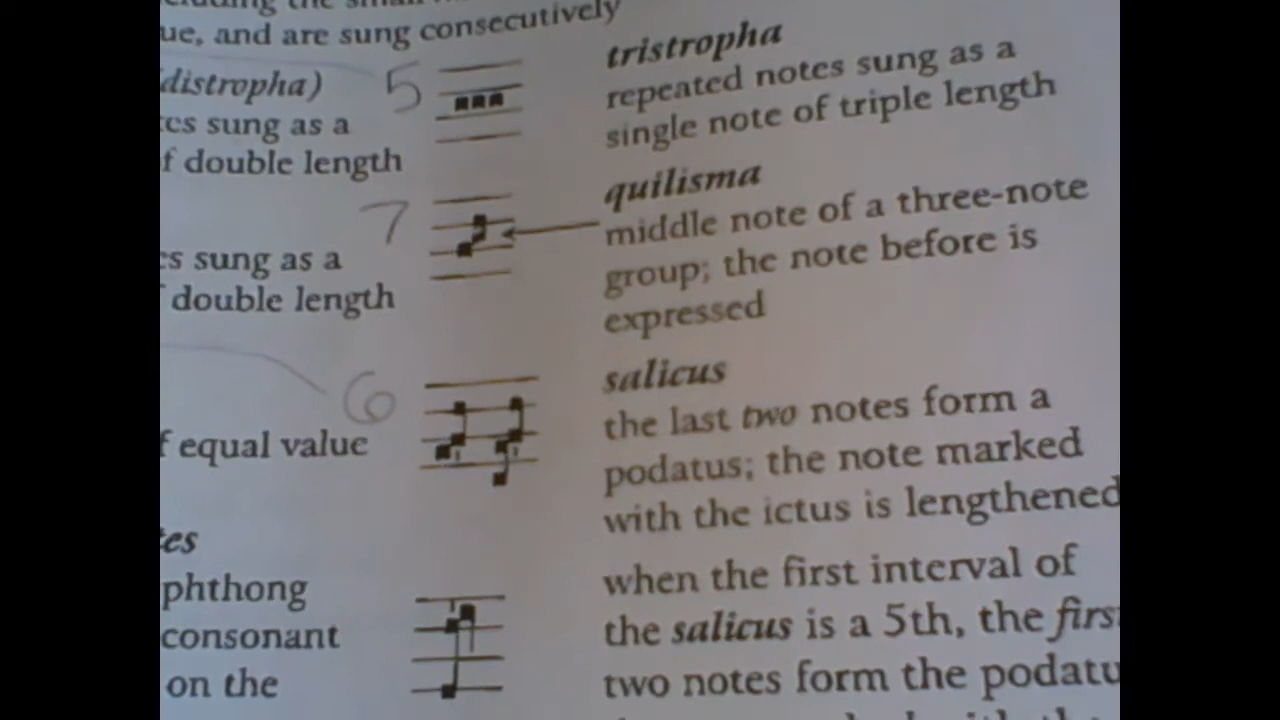 ue, and are sung consecutively
distropha)
sung as a
double length
5
tristropha
repeated notes sung as a
single note of triple length
7
quilisma
middle note of a three-note
group; the note before is
expressed
sung as a
double length
6
equal value
salicus
the last two notes form a
podatus; the note marked
with the ictus is lengthened
phthong
consonant
on the
when the first interval of
the salicus is a 5th, the firs
two notes form the podatu